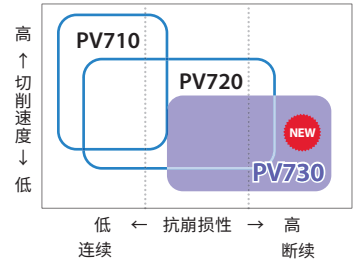 高
↑
切
削
速
度
↓
低
PV710
PV720
NEW
PV730
低 ← 抗崩损性 → 高
连续 断续